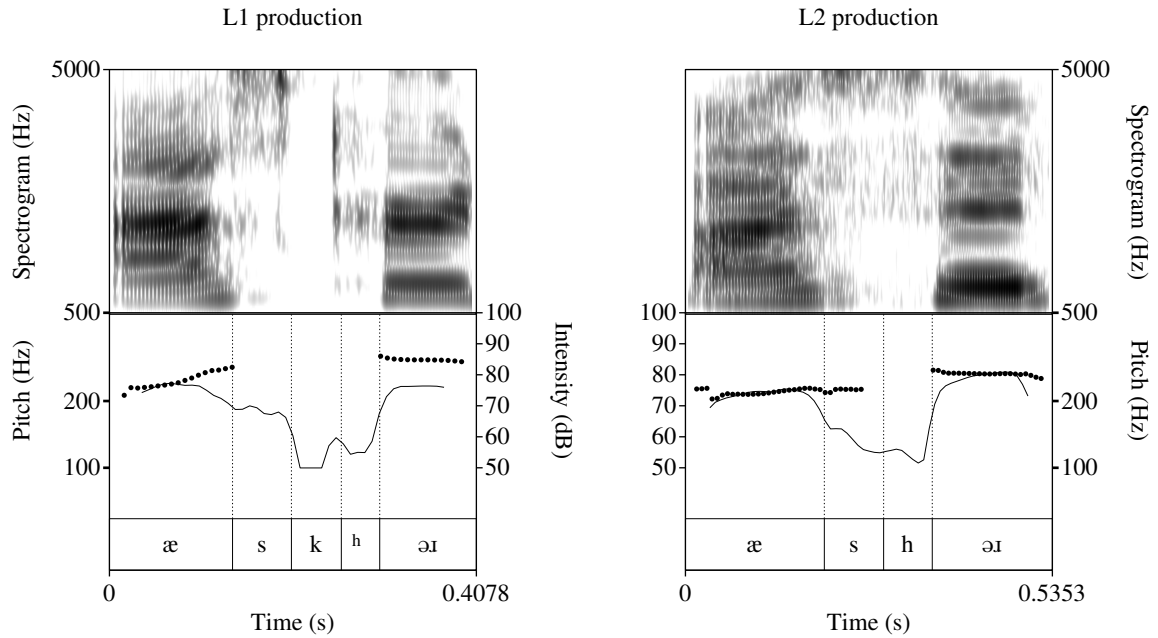 L1 production
L2 production
5000
Spectrogram (Hz)
500
100
90
80
70
60
50
Intensity (dB)
Pitch (Hz)
200
100
æ s k h əɹ
0
0.4078
Time (s)
5000
Spectrogram (Hz)
500
100
90
80
70
60
50
Pitch (Hz)
200
100
æ s h əɹ
0
0.5353
Time (s)